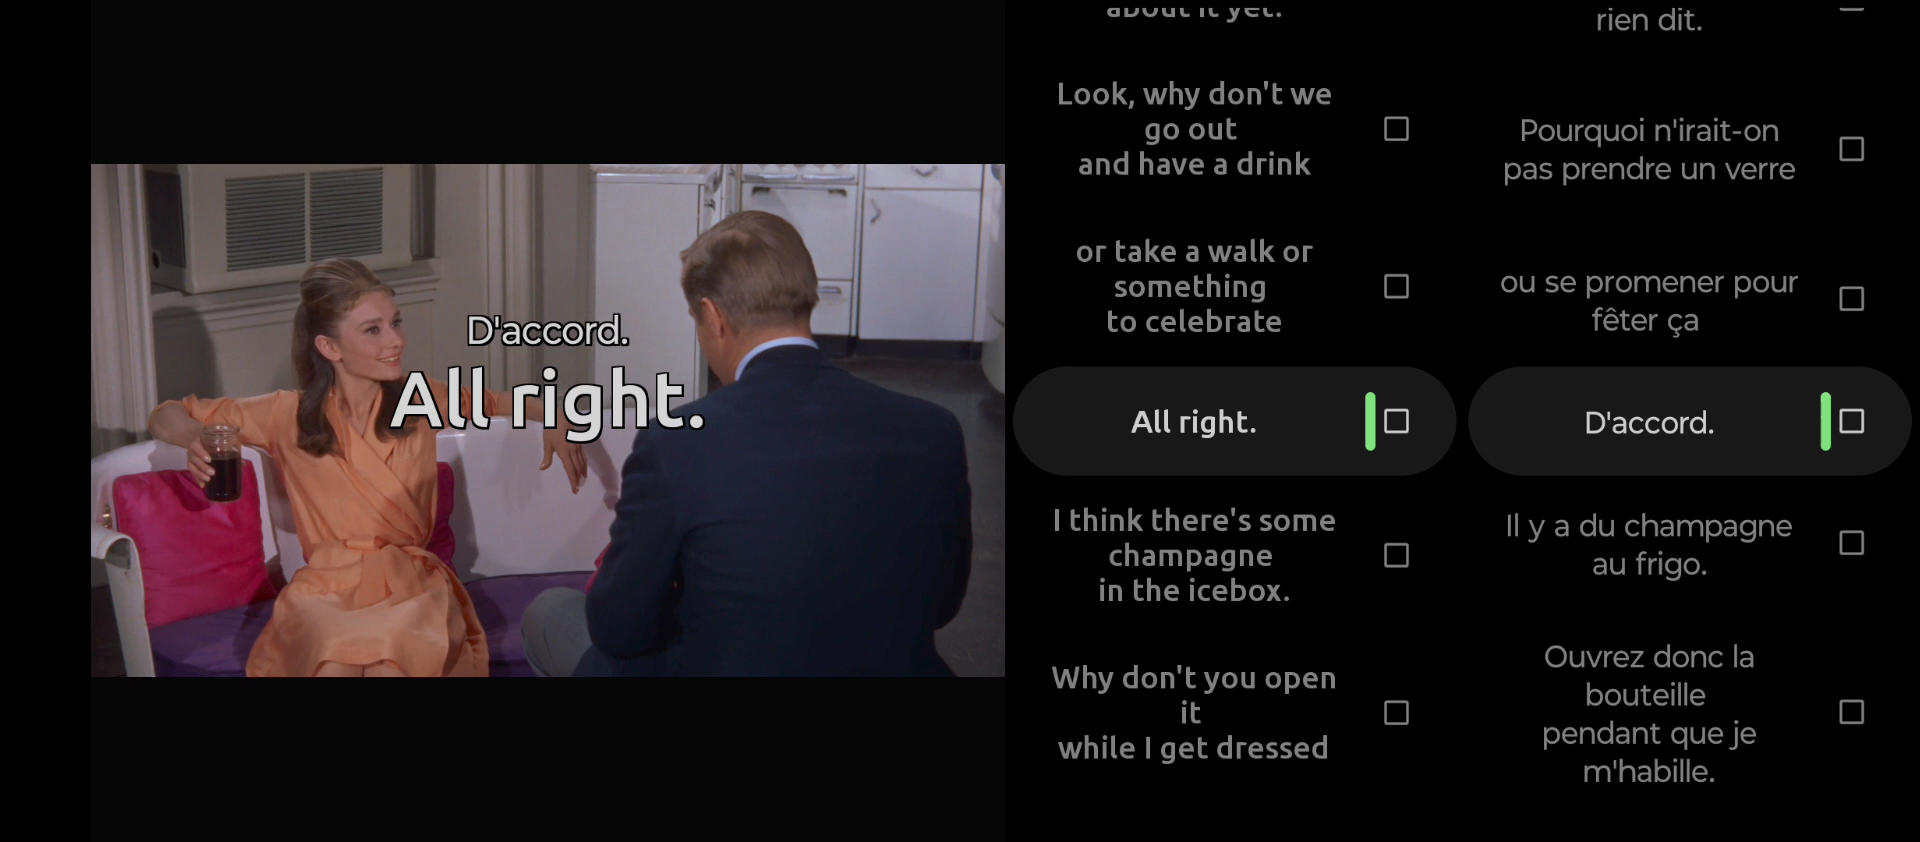 D'accord.
All right.
about it yet.
Look, why don't we
go out
and have a drink
or take a walk or
something
to celebrate
All right.
I think there's some
champagne
in the icebox.
Why don't you open
it
while I get dressed
rien dit.
Pourquoi n'irait-on
pas prendre un verre
ou se promener pour
fêter ça
D'accord.
Il y a du champagne
au frigo.
Ouvrez donc la
bouteille
pendant que je
m'habille.